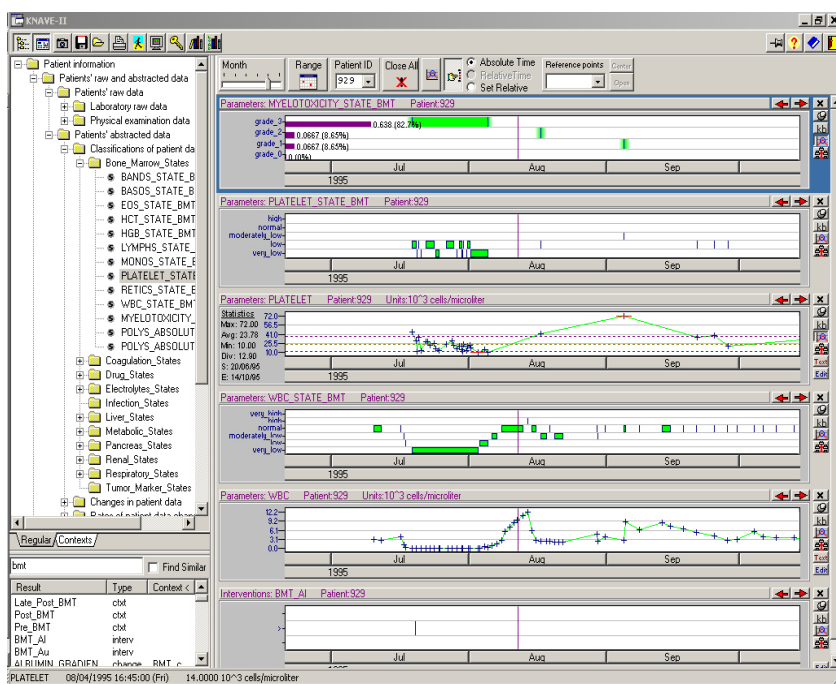 KNAVE-II
Patient information
Patients' raw and abstracted data
Patients' raw data
Laboratory raw data
Physical examination data
Patients' abstracted data
Classifications of patient da
Bone_Marrow_States
BANDS_STATE_B
BASOS_STATE_B
EOS_STATE_BMT
HCT_STATE_BMT
HGB_STATE_BMT
LYMPHS_STATE_
MONOS_STATE_B
PLATELET_STATE
RETICS_STATE_B
WBC_STATE_BMT
MYELOTOXICITY_
POLYS_ABSOLUT
POLYS_ABSOLUT
Coagulation_States
Drug_States
Electrolytes_States
Infection_States
Liver_States
Metabolic_States
Pancreas_States
Renal_States
Respiratory_States
Tumor_Marker_States
Changes in patient data
Regular Contexts
bmt
Find Similar
Result Type Context <
Late_Post_BMT ctxt
Post_BMT ctxt
Pre_BMT ctxt
BMT_Al interv
BMT_Au interv
ALBUMIN_GRADIEN change BMT_c
Month
Range
Patient ID
929
Close All
Absolute Time
RelativeTime
Set Relative
Reference points
Center
Open
Parameters: MYELOTOXICITY_STATE_BMT Patient:929
grade_3 0.638 (82.7%)
grade_2 0.0667 (8.65%)
grade_1 0.0667 (8.65%)
grade_0 0 (0%)
Jul Aug Sep
1995
kb
Parameters: PLATELET_STATE_BMT Patient:929
high
normal
moderately_low
low
very_low
Jul Aug Sep
1995
kb
Parameters: PLATELET Patient:929 Units:10^3 cells/microliter
Statistics
Max: 72.00
Avg: 23.78
Min: 10.00
Div: 12.90
S: 20/06/95
E: 14/10/95
72.0
56.5
41.0
25.5
10.0
Jul Aug Sep
1995
kb
Text
Edit
Parameters: WBC_STATE_BMT Patient:929
very_high
high
normal
moderately_low
low
very_low
Jul Aug Sep
1995
kb
Parameters: WBC Patient:929 Units:10^3 cells/microliter
12.2
9.2
6.1
3.1
0.0
Jul Aug Sep
1995
kb
Text
Edit
Interventions: BMT_Al Patient:929
Jul Aug Sep
kb
PLATELET 08/04/1995 16:45:00 (Fri) 14.0000 10^3 cells/microliter